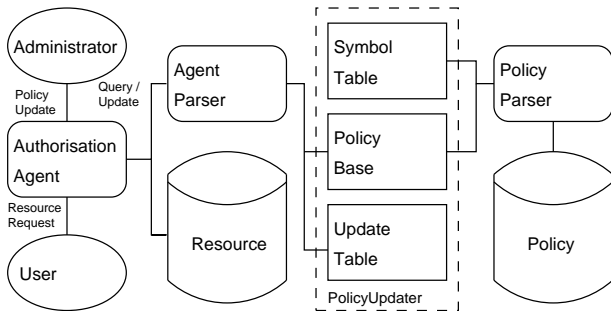 Administrator
Policy
Update
Query /
Update
Authorisation
Agent
Resource
Request
User
Agent
Parser
Resource
Symbol
Table
Policy
Base
Update
Table
PolicyUpdater
Policy
Parser
Policy